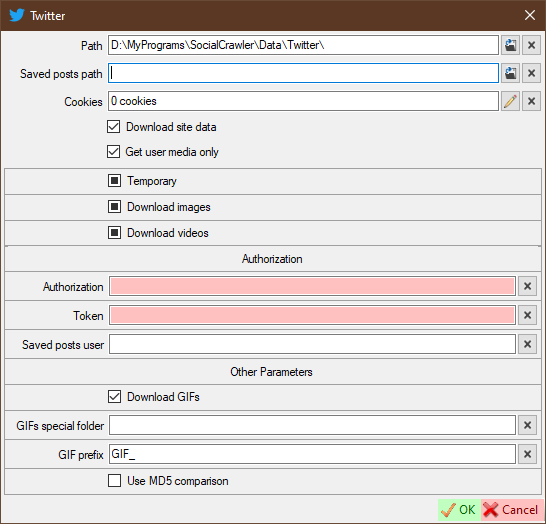 Twitter
Path D:\MyPrograms\SocialCrawler\Data\Twitter\
Saved posts path
Cookies 0 cookies
Download site data
Get user media only
Temporary
Download images
Download videos
Authorization
Authorization
Token
Saved posts user
Other Parameters
Download GIFs
GIFs special folder
GIF prefix GIF_
Use MD5 comparison
OK Cancel